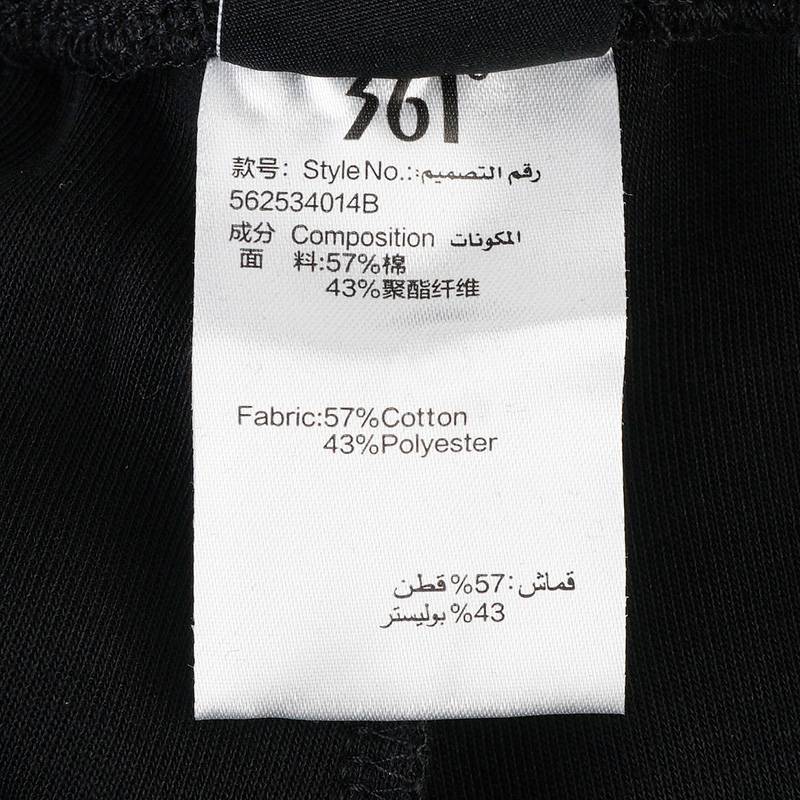 361°
款号: Style No.: رقم التصميم:
562534014B
成分 Composition المكونات
面 料:57%棉
43%聚酯纤维
Fabric:57%Cotton
43%Polyester
قماش:57% قطن
43% بوليستر